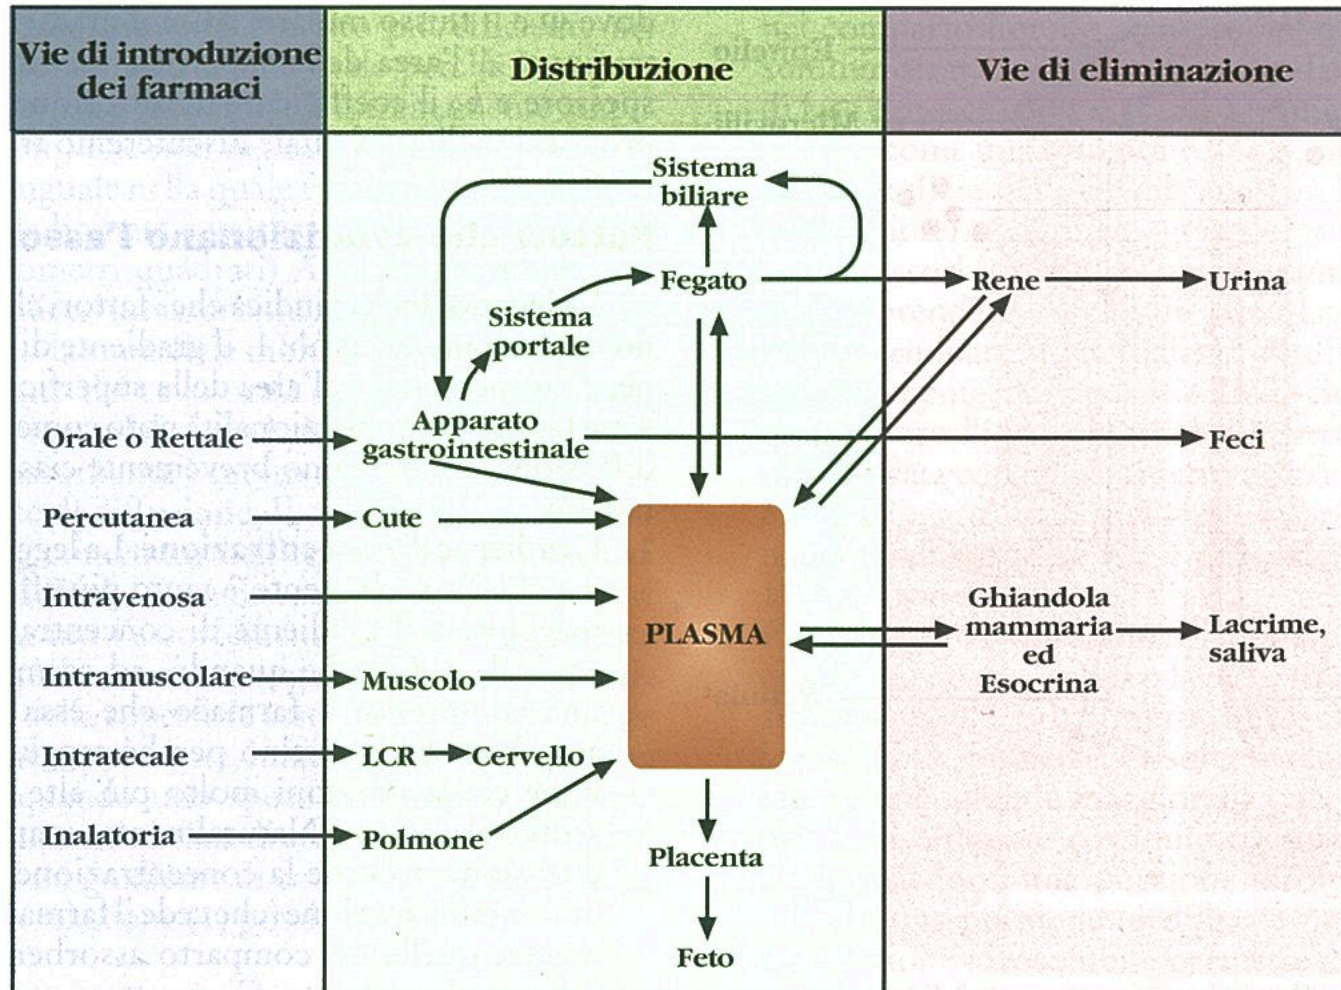 Vie di introduzione
dei farmaci
Distribuzione
Vie di eliminazione
Sistema
biliare
Fegato
Rene
Urina
Sistema
portale
Orale o Rettale
Apparato
gastrointestinale
Feci
Percutanea
Cute
Intravenosa
PLASMA
Ghiandola
mammaria
ed
Esocrina
Lacrime,
saliva
Intramuscolare
Muscolo
Intratecale
LCR
Cervello
Inalatoria
Polmone
Placenta
Feto